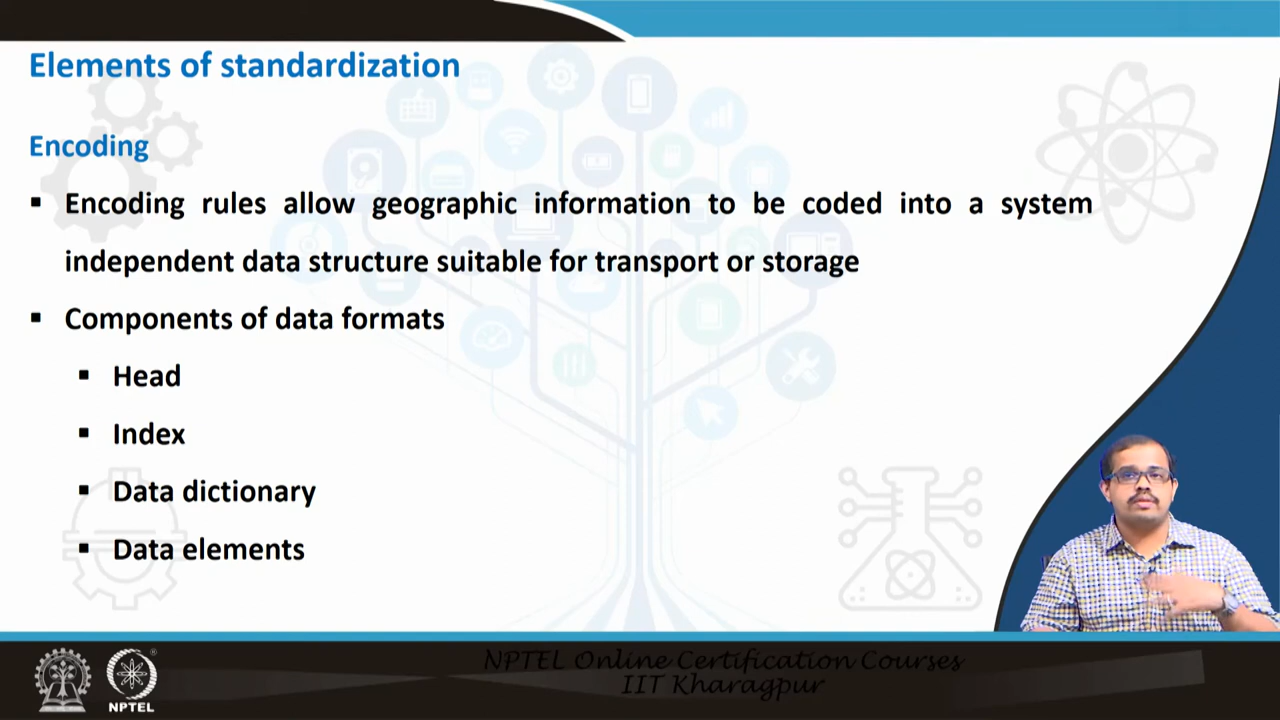 Elements of standardization
Encoding
▪ Encoding rules allow geographic information to be coded into a system
independent data structure suitable for transport or storage
▪ Components of data formats
▪ Head
▪ Index
▪ Data dictionary
▪ Data elements
NPTEL Online Certification Courses
IIT Kharagpur
NPTEL